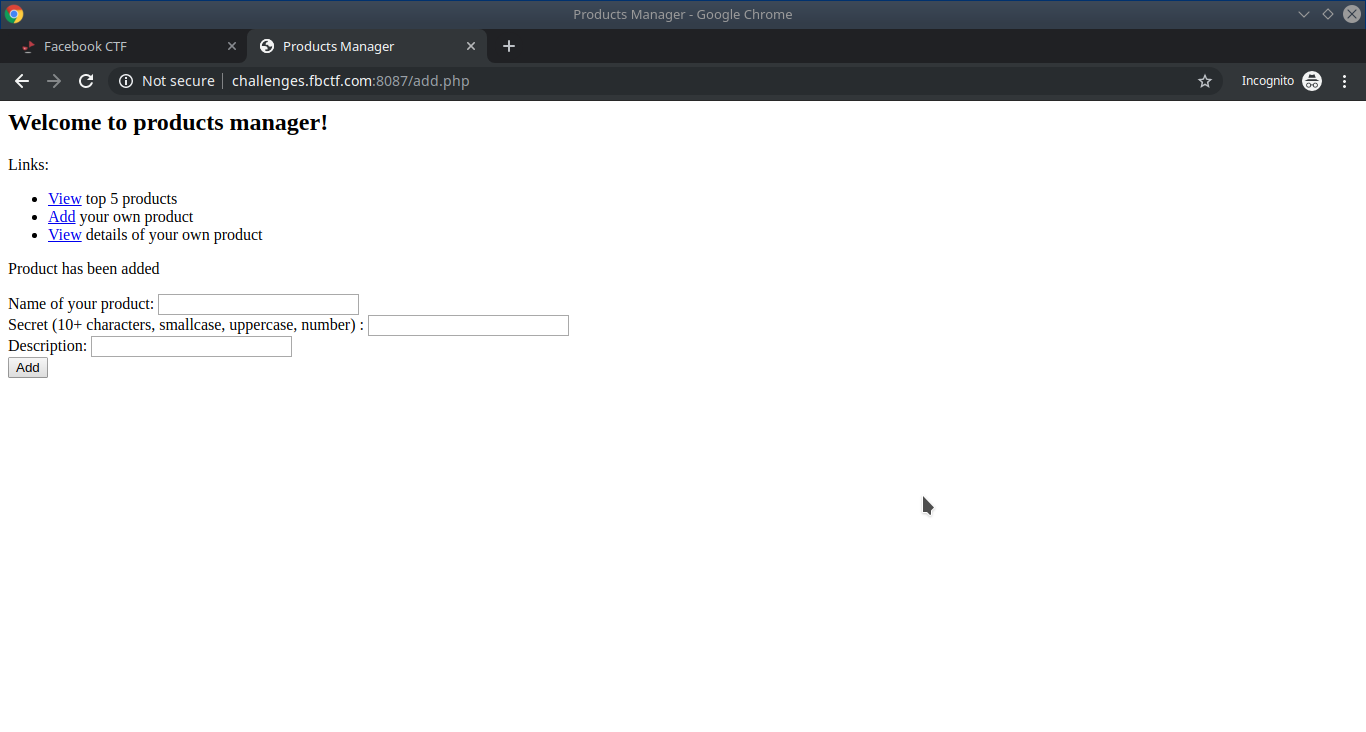 Products Manager - Google Chrome
Facebook CTF
Products Manager
Not secure challenges.fbctf.com:8087/add.php Incognito
Welcome to products manager!
Links:
View top 5 products
Add your own product
View details of your own product
Product has been added
Name of your product:
Secret (10+ characters, smallcase, uppercase, number) :
Description:
Add